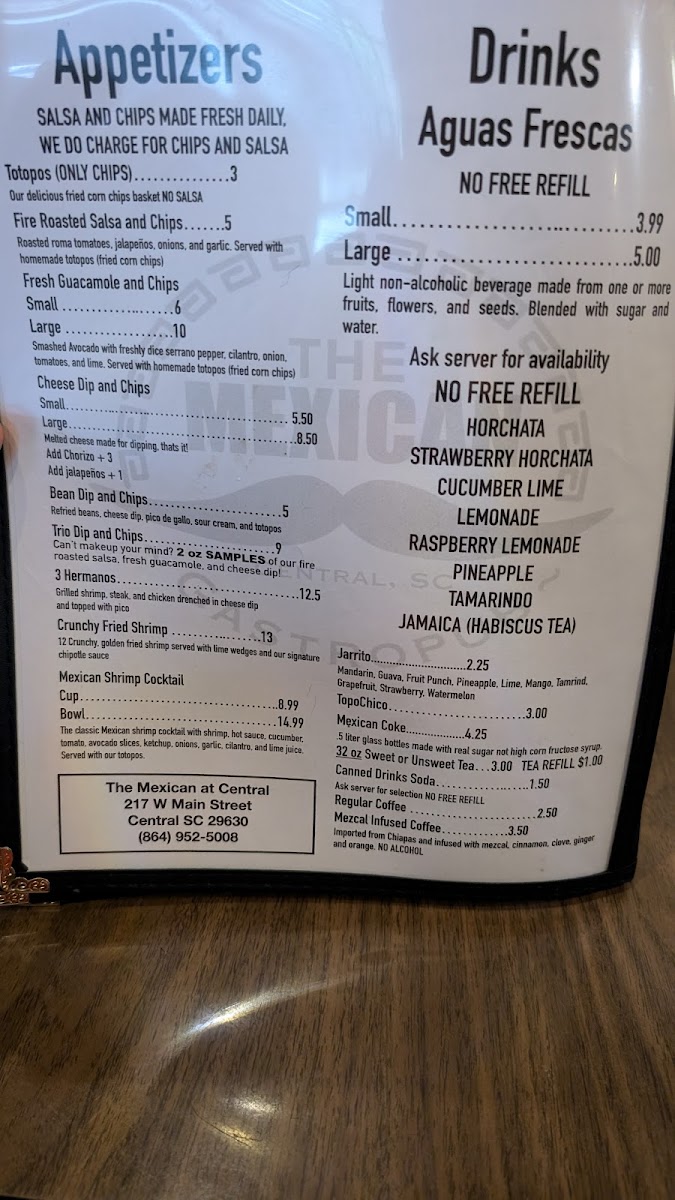 Appetizers
SALSA AND CHIPS MADE FRESH DAILY,
WE DO CHARGE FOR CHIPS AND SALSA
Totopos (ONLY CHIPS)...............3
Our delicious fried corn chips basket NO SALSA
Fire Roasted Salsa and Chips.......5
Roasted roma tomatoes, jalapeños, onions, and garlic. Served with
homemade totopos (fried corn chips)
Fresh Guacamole and Chips
Small ....................6
Large ..................10
Smashed Avocado with freshly dice serrano pepper, cilantro, onion,
tomatoes, and lime. Served with homemade totopos (fried corn chips)
Cheese Dip and Chips
Small....................................... 5.50
Large.......................................8.50
Melted cheese made for dipping, thats it!
Add Chorizo + 3
Add jalapeños + 1
Bean Dip and Chips.......................5
Refried beans, cheese dip, pico de gallo, sour cream, and totopos
Trio Dip and Chips.......................9
Can't makeup your mind? 2 oz SAMPLES of our fire
roasted salsa, fresh guacamole, and cheese dip!
3 Hermanos..............................12.5
Grilled shrimp, steak, and chicken drenched in cheese dip
and topped with pico
Crunchy Fried Shrimp ...............13
12 Crunchy, golden fried shrimp served with lime wedges and our signature
chipotle sauce
Mexican Shrimp Cocktail
Cup..................................8.99
Bowl.................................14.99
The classic Mexican shrimp cocktail with shrimp, hot sauce, cucumber,
tomato, avocado slices, ketchup, onions, garlic, cilantro, and lime juice.
Served with our totopos.
The Mexican at Central
217 W Main Street
Central SC 29630
(864) 952-5008
Drinks
Aguas Frescas
NO FREE REFILL
Small....................................3.99
Large ...................................5.00
Light non-alcoholic beverage made from one or more
fruits, flowers, and seeds. Blended with sugar and
water.
Ask server for availability
NO FREE REFILL
HORCHATA
STRAWBERRY HORCHATA
CUCUMBER LIME
LEMONADE
RASPBERRY LEMONADE
PINEAPPLE
TAMARINDO
JAMAICA (HABISCUS TEA)
Jarrito.........................2.25
Mandarin, Guava, Fruit Punch, Pineapple, Lime, Mango, Tamrind,
Grapefruit, Strawberry, Watermelon
TopoChico.........................3.00
Mexican Coke................4.25
.5 liter glass bottles made with real sugar not high corn fructose syrup.
32 oz Sweet or Unsweet Tea...3.00 TEA REFILL $1.00
Canned Drinks Soda.................1.50
Ask server for selection NO FREE REFILL
Regular Coffee ........................2.50
Mezcal Infused Coffee............3.50
Imported from Chiapas and infused with mezcal, cinnamon, clove, ginger
and orange. NO ALCOHOL
THE
MEXICAN
CENTRAL, SC
GASTROPUB